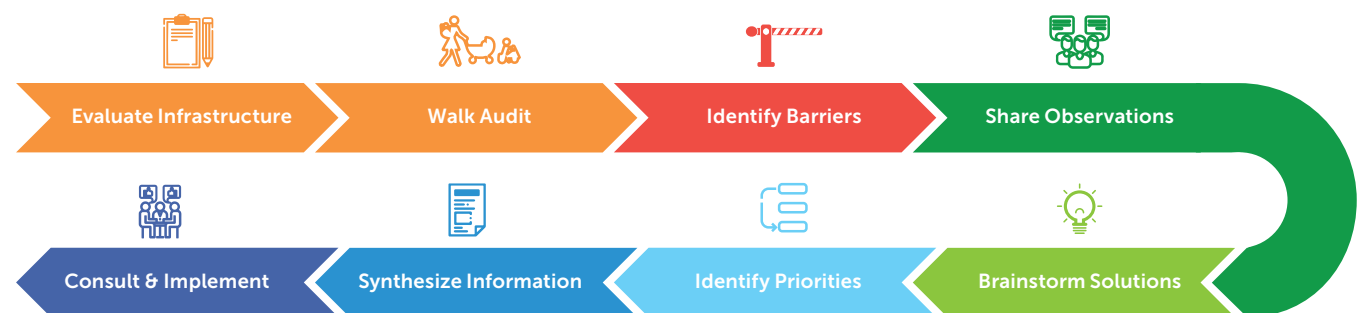 Evaluate Infrastructure
Walk Audit
Identify Barriers
Share Observations
Brainstorm Solutions
Identify Priorities
Synthesize Information
Consult & Implement